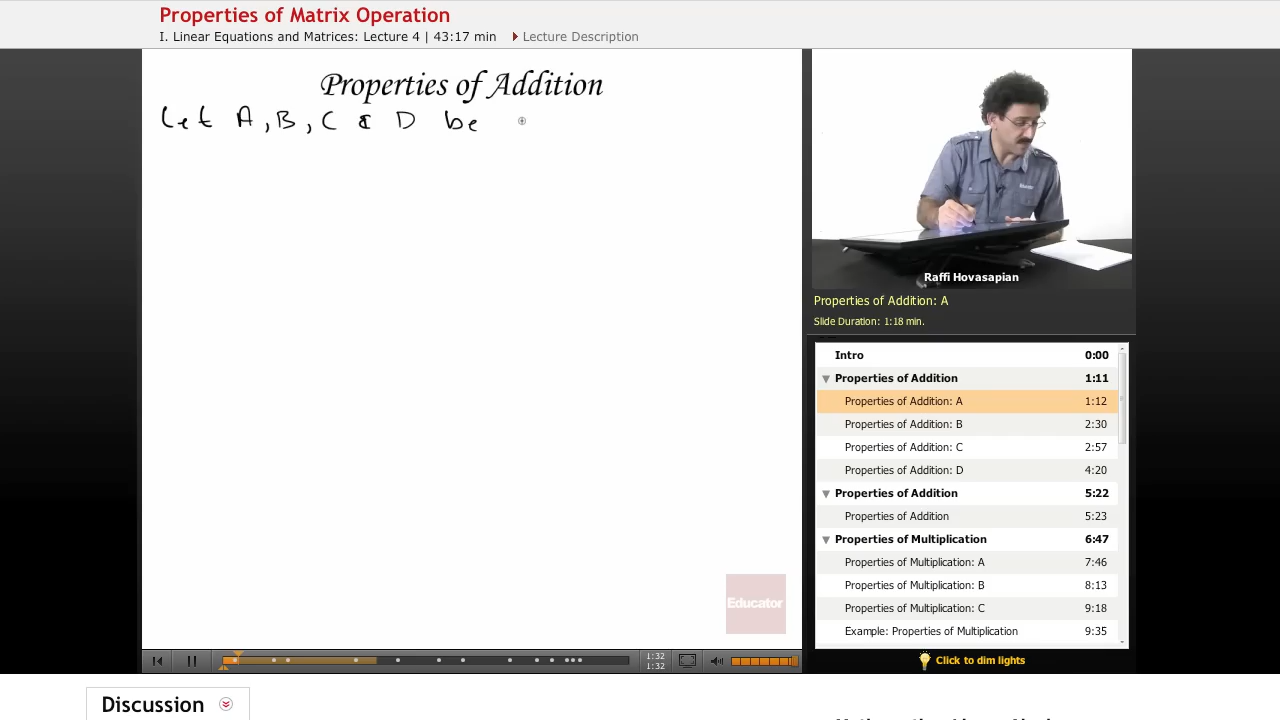 Properties of Matrix Operation
I. Linear Equations and Matrices: Lecture 4 | 43:17 min
Lecture Description
Properties of Addition
Let A, B, C & D be
Educator
Raffi Hovasapian
Properties of Addition: A
Slide Duration: 1:18 min.
Intro 0:00
Properties of Addition 1:11
Properties of Addition: A 1:12
Properties of Addition: B 2:30
Properties of Addition: C 2:57
Properties of Addition: D 4:20
Properties of Addition 5:22
Properties of Addition 5:23
Properties of Multiplication 6:47
Properties of Multiplication: A 7:46
Properties of Multiplication: B 8:13
Properties of Multiplication: C 9:18
Example: Properties of Multiplication 9:35
1:32
1:32
Click to dim lights
Discussion